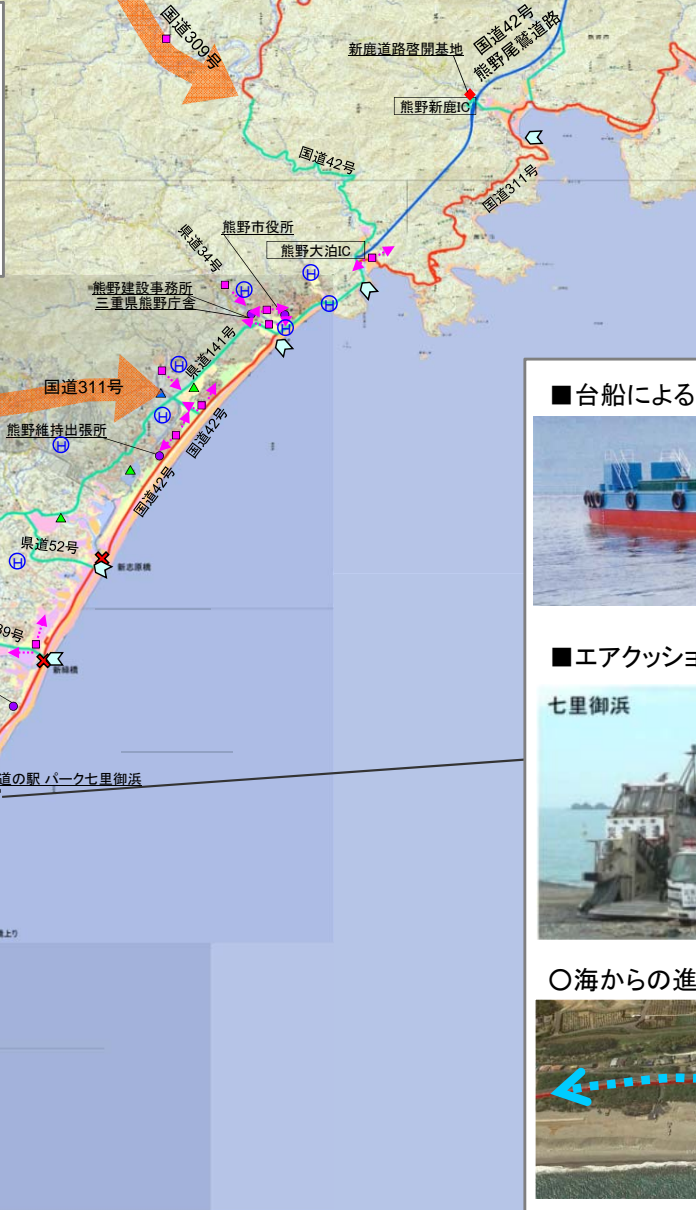 国道309号
新鹿道路啓開基地
国道42号
熊野尾鷲道路
熊野新鹿IC
国道42号
国道311号
県道34号
熊野市役所
熊野大泊IC
熊野建設事務所
三重県熊野庁舎
県道141号
国道311号
国道42号
熊野維持出張所
国道42号
県道52号
新志原橋
39号
新緑橋
道の駅 パーク七里御浜
■台船による
■エアクッショ
七里御浜
○海からの進